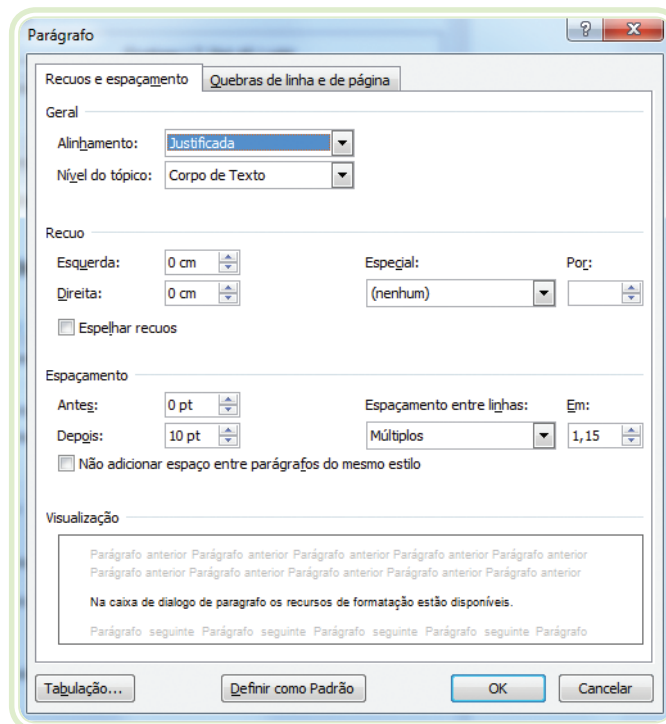 Parágrafo
Recuos e espaçamento Quebras de linha e de página
Geral
Alinhamento: Justificada
Nível do tópico: Corpo de Texto
Recuo
Esquerda: 0 cm Especial: Por:
Direita: 0 cm (nenhum)
Espelhar recuos
Espaçamento
Antes: 0 pt Espaçamento entre linhas: Em:
Depois: 10 pt Múltiplos 1,15
Não adicionar espaço entre parágrafos do mesmo estilo
Visualização
Parágrafo anterior Parágrafo anterior Parágrafo anterior Parágrafo anterior Parágrafo anterior
Parágrafo anterior Parágrafo anterior Parágrafo anterior Parágrafo anterior Parágrafo anterior
Na caixa de dialogo de paragrafo os recursos de formatação estão disponíveis.
Parágrafo seguinte Parágrafo seguinte Parágrafo seguinte Parágrafo seguinte Parágrafo
Tabulação... Definir como Padrão OK Cancelar